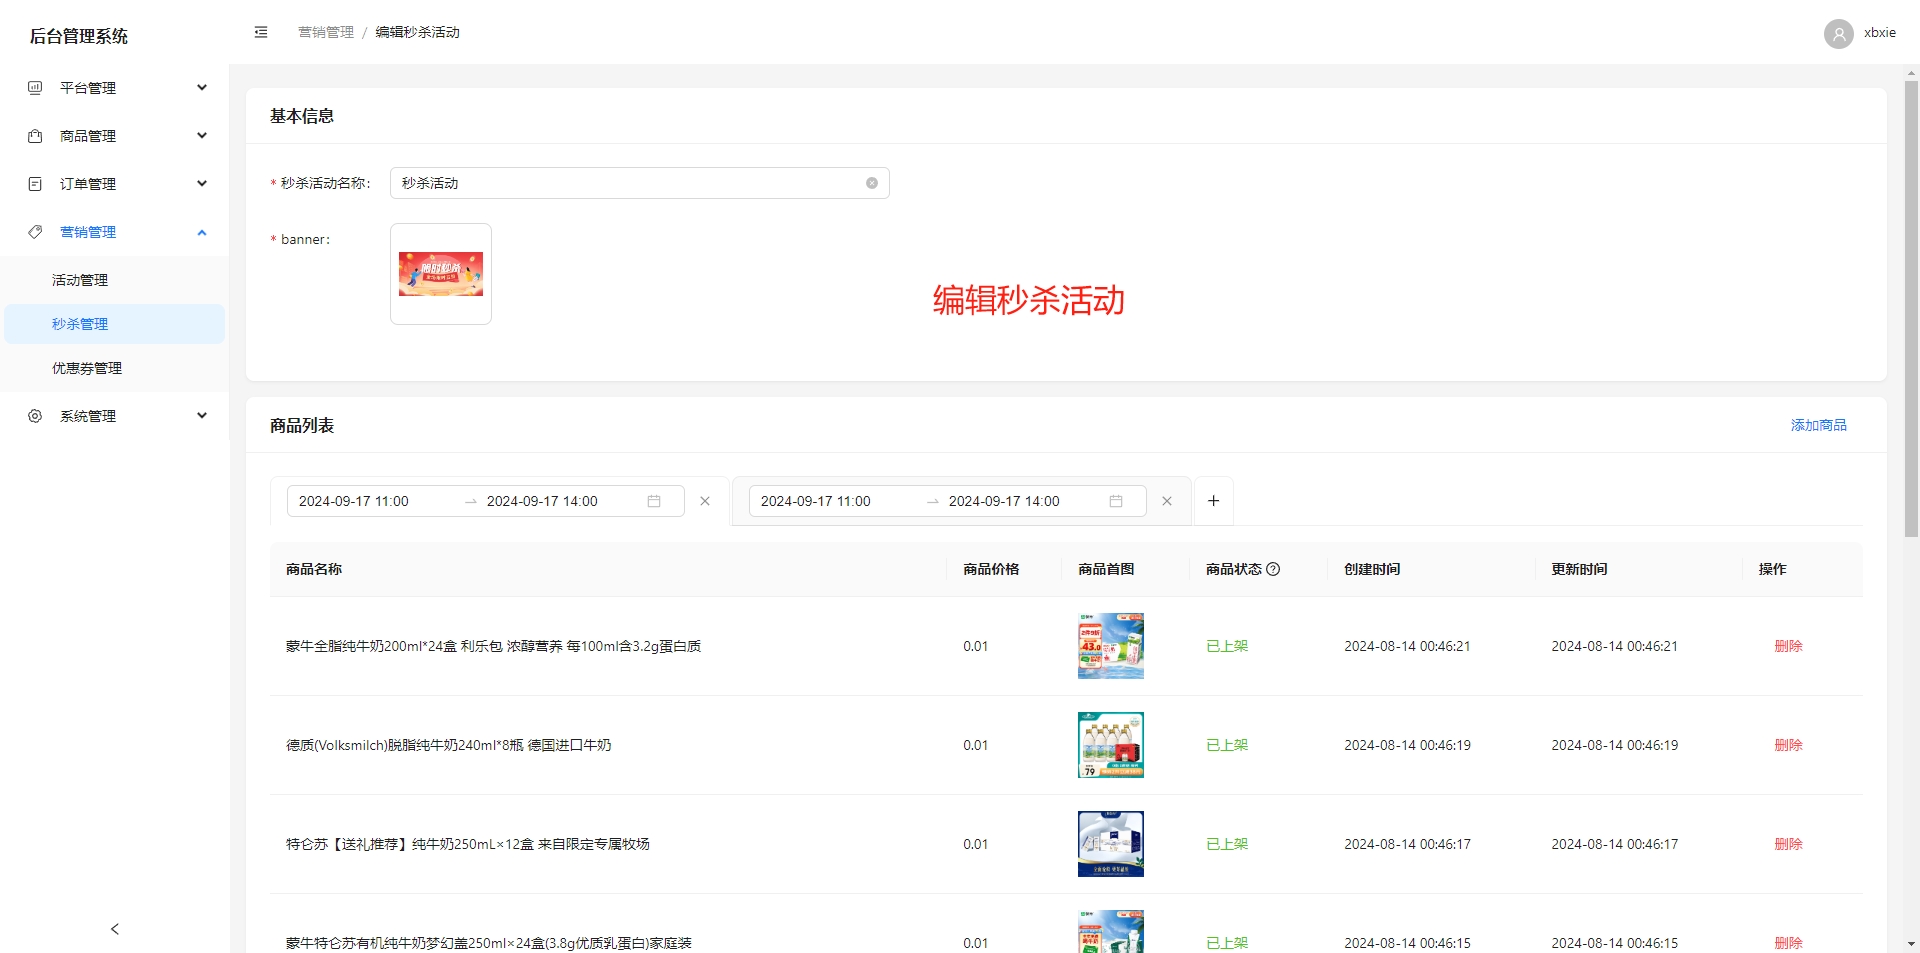 后台管理系统
营销管理 / 编辑秒杀活动
xbxie
平台管理
商品管理
订单管理
营销管理
活动管理
秒杀管理
优惠券管理
系统管理
基本信息
* 秒杀活动名称: 秒杀活动
* banner:
限时秒杀
编辑秒杀活动
商品列表
添加商品
2024-09-17 11:00 → 2024-09-17 14:00
2024-09-17 11:00 → 2024-09-17 14:00
商品名称 商品价格 商品首图 商品状态 创建时间 更新时间 操作
蒙牛全脂纯牛奶200ml*24盒 利乐包 浓醇营养 每100ml含3.2g蛋白质 0.01 已上架 2024-08-14 00:46:21 2024-08-14 00:46:21 删除
43.0
德质(Volksmilch)脱脂纯牛奶240ml*8瓶 德国进口牛奶 0.01 已上架 2024-08-14 00:46:19 2024-08-14 00:46:19 删除
79
特仑苏【送礼推荐】纯牛奶250mL×12盒 来自限定专属牧场 0.01 已上架 2024-08-14 00:46:17 2024-08-14 00:46:17 删除
蒙牛特仑苏有机纯牛奶梦幻盖250ml×24盒(3.8g优质乳蛋白)家庭装 0.01 已上架 2024-08-14 00:46:15 2024-08-14 00:46:15 删除